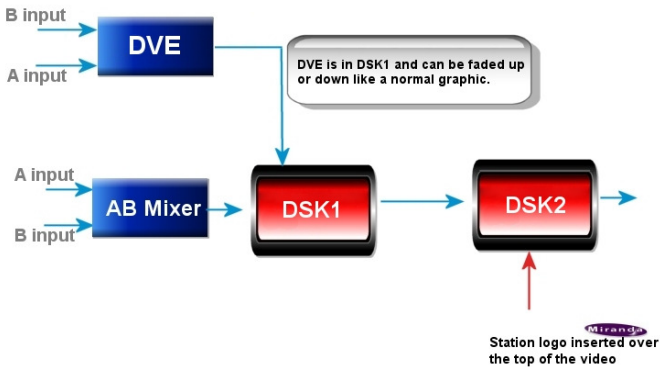 B input
DVE
A input
DVE is in DSK1 and can be faded up
or down like a normal graphic.
A input
AB Mixer
B input
DSK1
DSK2
Miranda
Station logo inserted over
the top of the video